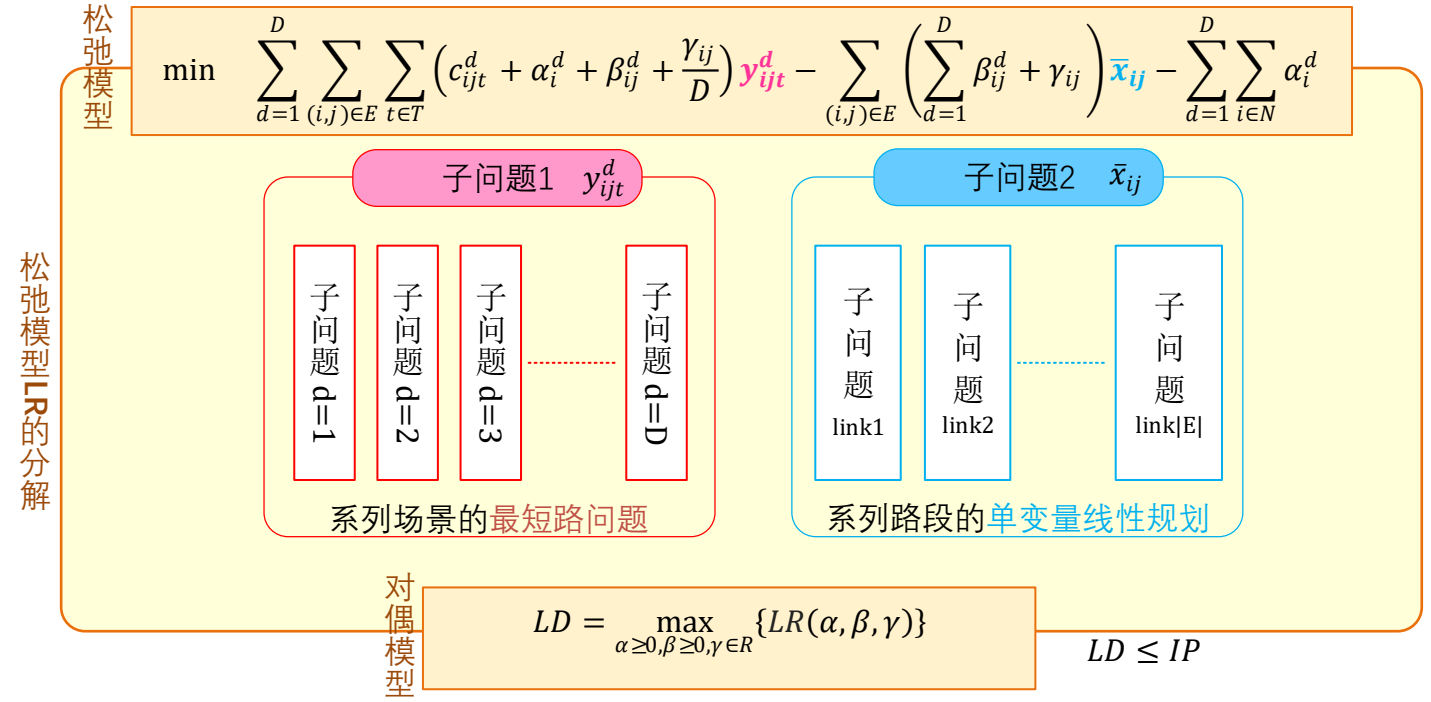 松弛模型
min ∑_{d=1}^{D} ∑_{(i,j)∈E} ∑_{t∈T} (c_{ijt}^{d} + α_{i}^{d} + β_{ij}^{d} + γ_{ij}/D) y_{ijt}^{d} − ∑_{(i,j)∈E} (∑_{d=1}^{D} β_{ij}^{d} + γ_{ij}) x̅_{ij} − ∑_{d=1}^{D} ∑_{i∈N} α_{i}^{d}
松弛模型LR的分解
子问题1 y_{ijt}^{d}
子问题 d=1
子问题 d=2
子问题 d=3
子问题 d=D
系列场景的最短路问题
子问题2 x̅_{ij}
子问题
link1
子问题
link2
子问题
link|E|
系列路段的单变量线性规划
对偶模型
LD = max_{α≥0,β≥0,γ∈R} {LR(α, β, γ)}
LD ≤ IP